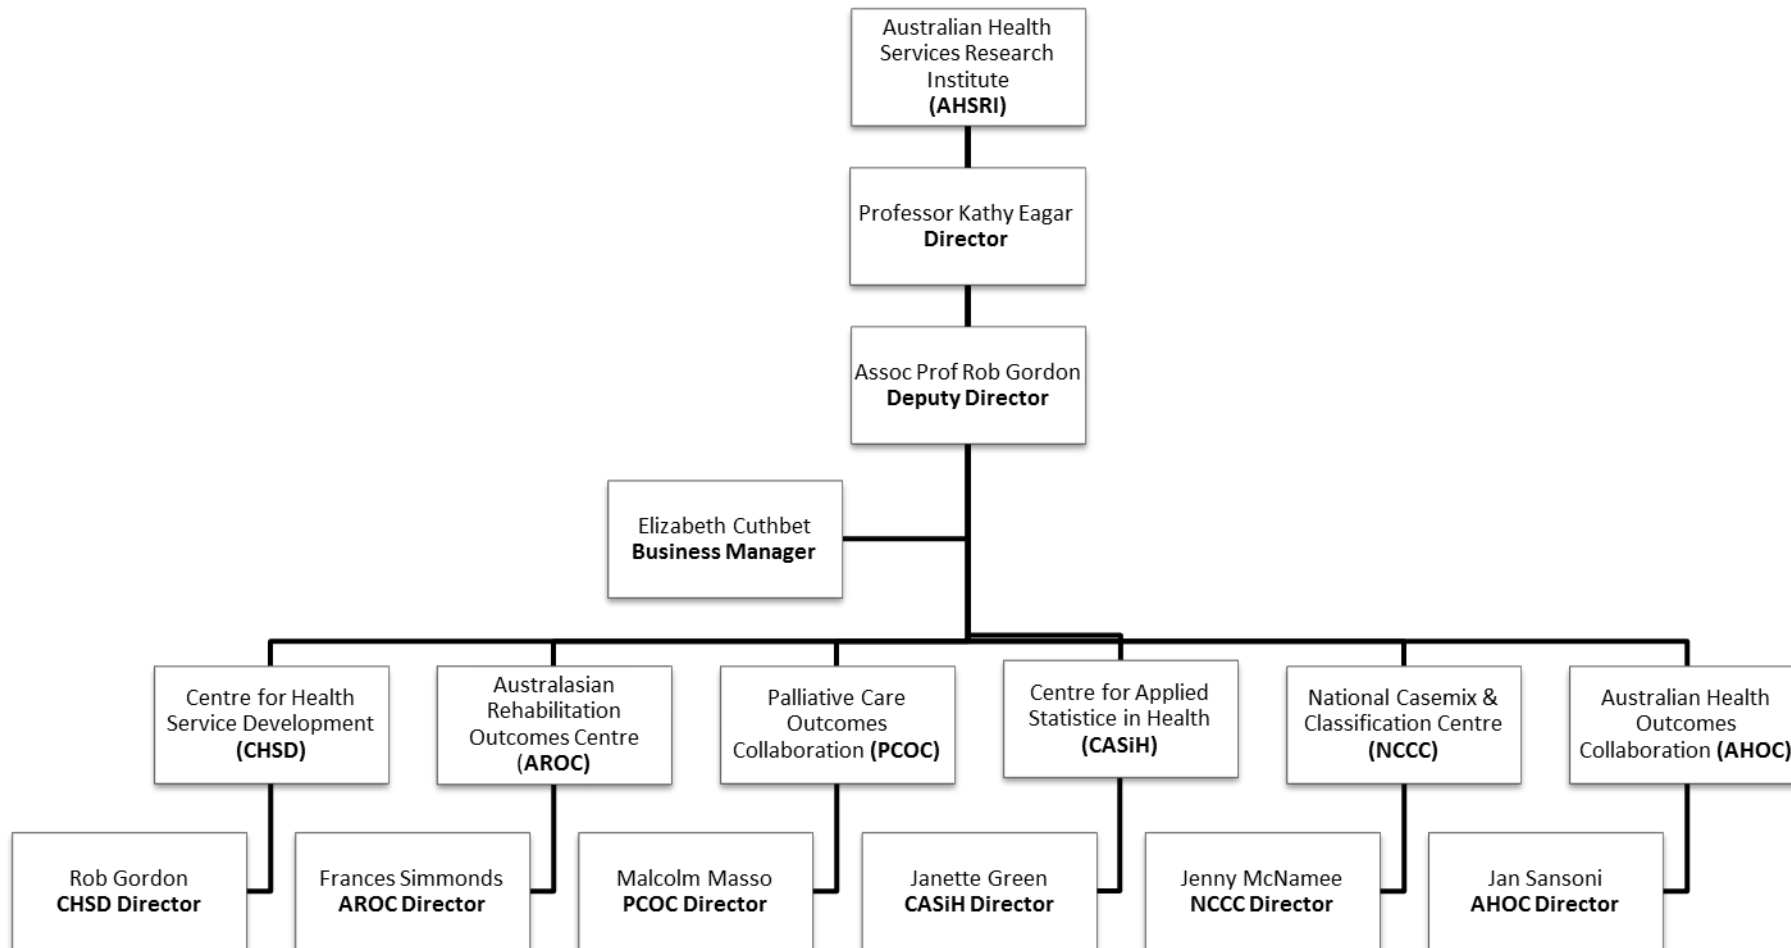 Australian Health
Services Research
Institute
(AHSRI)
Professor Kathy Eagar
Director
Assoc Prof Rob Gordon
Deputy Director
Elizabeth Cuthbet
Business Manager
Centre for Health
Service Development
(CHSD)
Australasian
Rehabilitation
Outcomes Centre
(AROC)
Palliative Care
Outcomes
Collaboration (PCOC)
Centre for Applied
Statistice in Health
(CASiH)
National Casemix &
Classification Centre
(NCCC)
Australian Health
Outcomes
Collaboration (AHOC)
Rob Gordon
CHSD Director
Frances Simmonds
AROC Director
Malcolm Masso
PCOC Director
Janette Green
CASiH Director
Jenny McNamee
NCCC Director
Jan Sansoni
AHOC Director